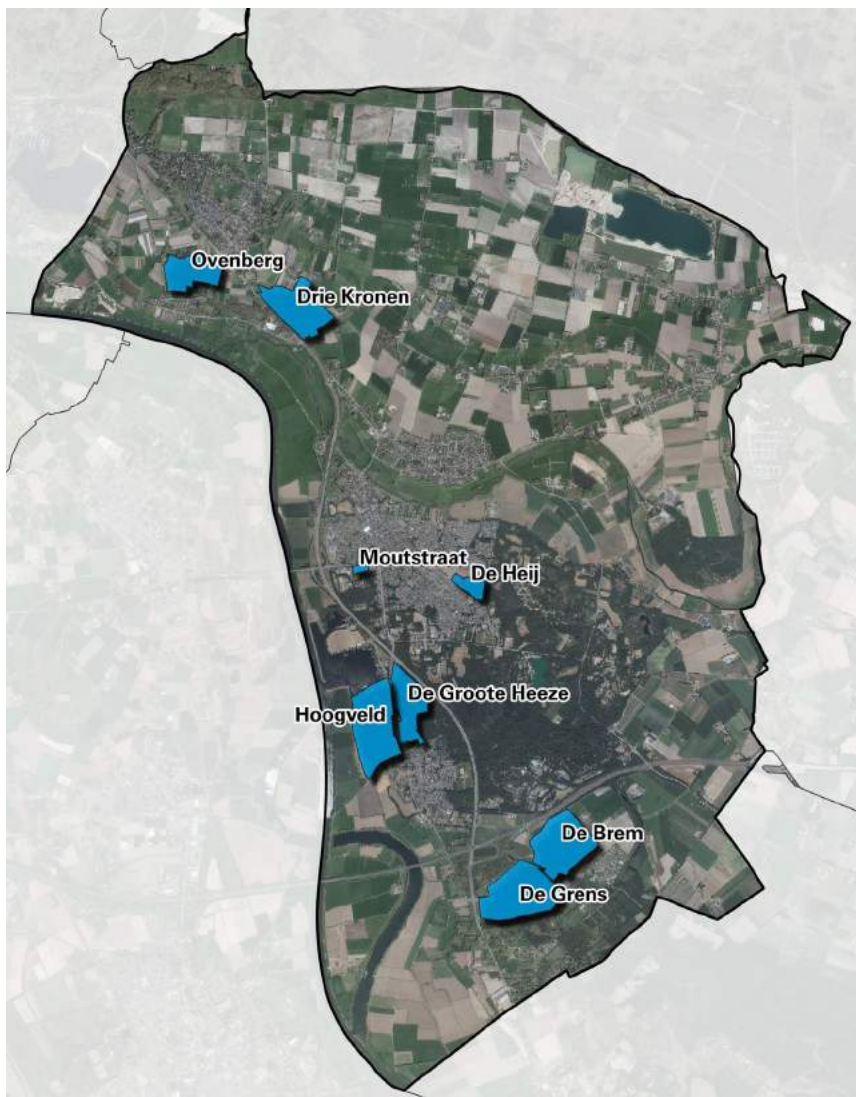 Ovenberg
Drie Kronen
Moutstraat
De Heij
De Groote Heeze
Hoogveld
De Brem
De Grens